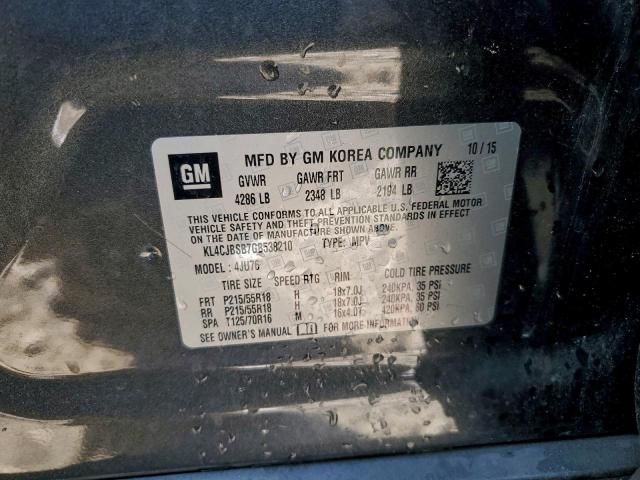 GM
MFD BY GM KOREA COMPANY 10/15
GVWR GAWR FRT GAWR RR
4286 LB 2348 LB 2194 LB
THIS VEHICLE CONFORMS TO ALL APPLICABLE U.S. FEDERAL MOTOR
VEHICLE SAFETY AND THEFT PREVENTION STANDARDS IN EFFECT
ON THE DATE OF MANUFACTURE SHOWN ABOVE.
KL4CJBSB7GB538210 TYPE: MPV
MODEL: 4JU76
TIRE SIZE SPEED RTG RIM COLD TIRE PRESSURE
FRT P215/55R18 H 18x7.0J 240KPA, 35 PSI
RR P215/55R18 H 18x7.0J 240KPA, 35 PSI
SPA T125/70R16 M 16x4.0T 420KPA, 60 PSI
SEE OWNER'S MANUAL FOR ADDITIONAL INFORMATION